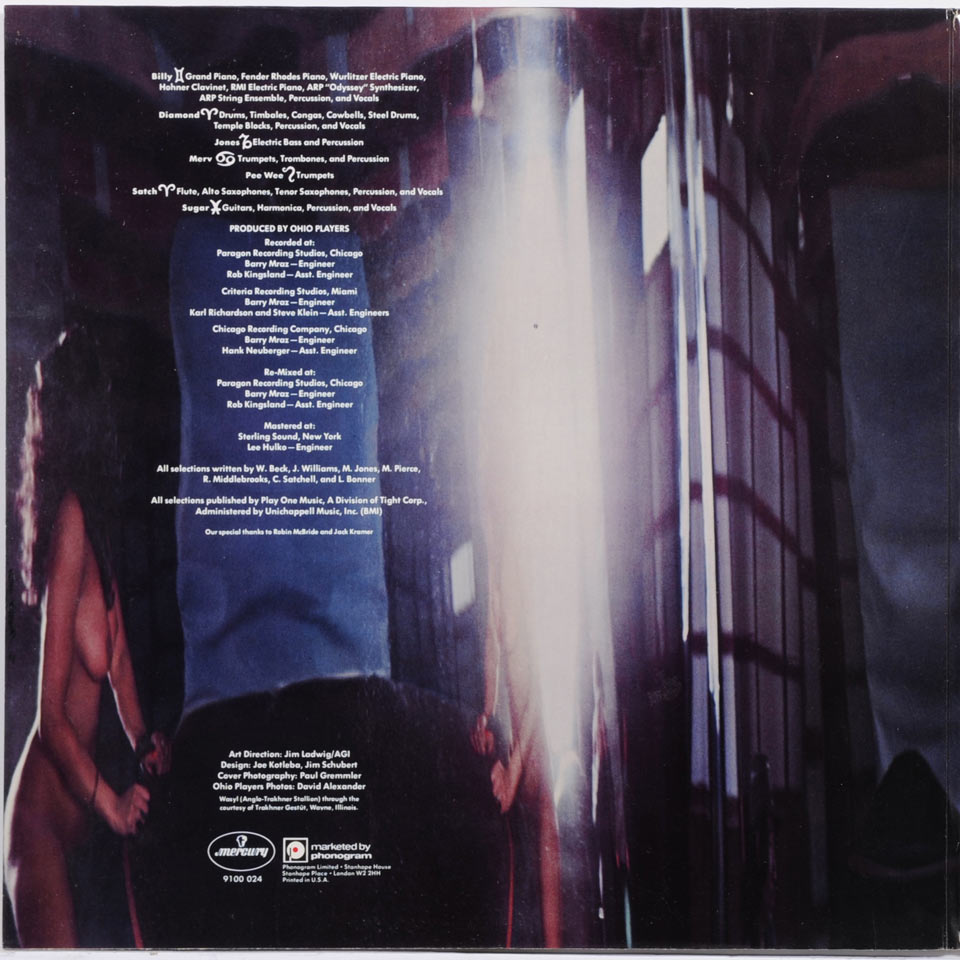 Billy ♊ Grand Piano, Fender Rhodes Piano, Wurlitzer Electric Piano,
Hohner Clavinet, RMI Electric Piano, ARP "Odyssey" Synthesizer,
ARP String Ensemble, Percussion, and Vocals
Diamond ♈ Drums, Timbales, Congas, Cowbells, Steel Drums,
Temple Blocks, Percussion, and Vocals
Jones ♑ Electric Bass and Percussion
Merv ♋ Trumpets, Trombones, and Percussion
Pee Wee ♌ Trumpets
Satch ♈ Flute, Alto Saxophones, Tenor Saxophones, Percussion, and Vocals
Sugar ♓ Guitars, Harmonica, Percussion, and Vocals
PRODUCED BY OHIO PLAYERS
Recorded at:
Paragon Recording Studios, Chicago
Barry Mraz—Engineer
Rob Kingsland—Asst. Engineer
Criteria Recording Studios, Miami
Barry Mraz—Engineer
Karl Richardson and Steve Klein—Asst. Engineers
Chicago Recording Company, Chicago
Barry Mraz—Engineer
Hank Neuberger—Asst. Engineer
Re-Mixed at:
Paragon Recording Studios, Chicago
Barry Mraz—Engineer
Rob Kingsland—Asst. Engineer
Mastered at:
Sterling Sound, New York
Lee Hulko—Engineer
All selections written by W. Beck, J. Williams, M. Jones, M. Pierce,
R. Middlebrooks, C. Satchell, and L. Bonner
All selections published by Play One Music, A Division of Tight Corp.,
Administered by Unichappell Music, Inc. (BMI)
Our special thanks to Robin McBride and Jack Kremer
Art Direction: Jim Ladwig/AGI
Design: Joe Kotleba, Jim Schubert
Cover Photography: Paul Gremmler
Ohio Players Photos: David Alexander
Wasyl (Anglo-Trakhner Stallion) through the
courtesy of Trakhner Gestüt, Wayne, Illinois.
mercury
9100 024
marketed by
phonogram
Phonogram Limited • Stanhope House
Stanhope Place • London W2 2HH
Printed in U.S.A.